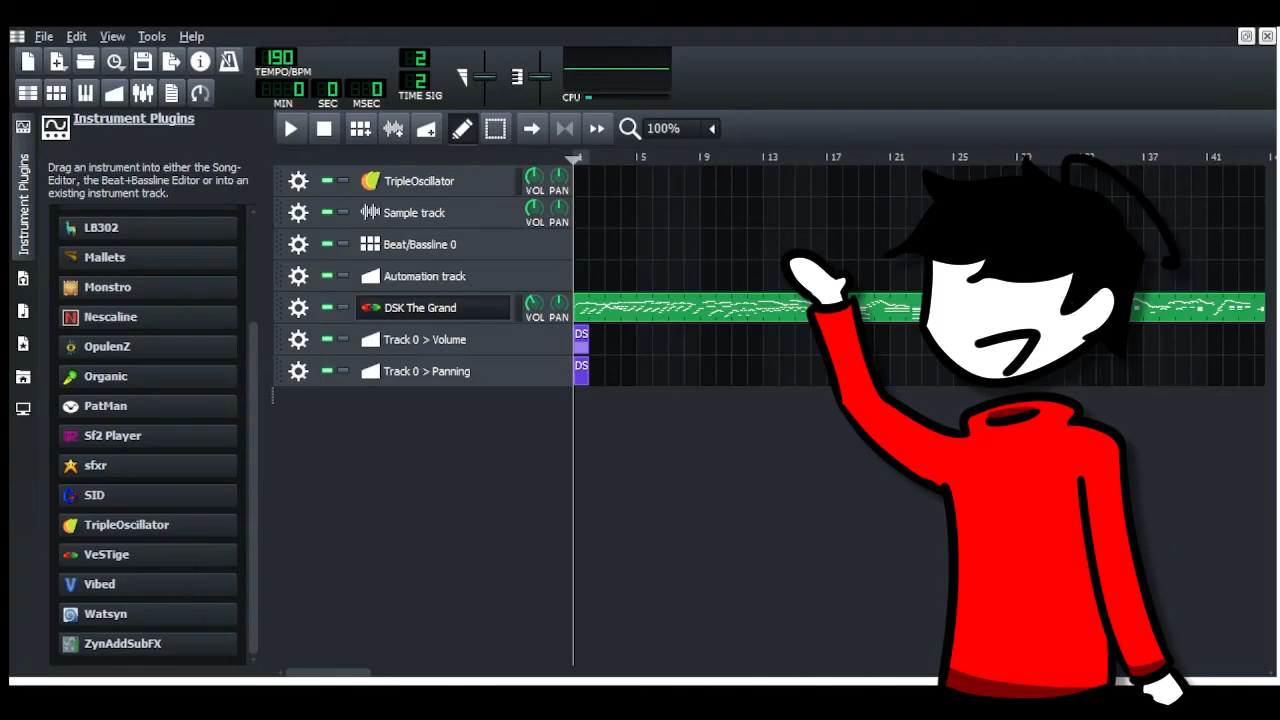 File Edit View Tools Help
190
TEMPO/BPM
0 0 0
MIN SEC MSEC
2
2
TIME SIG
CPU
Instrument Plugins
Instrument Plugins
Drag an instrument into either the Song-
Editor, the Beat+Bassline Editor or into an
existing instrument track.
LB302
Mallets
Monstro
Nescaline
OpulenZ
Organic
PatMan
Sf2 Player
sfxr
SID
TripleOscillator
VeSTige
Vibed
Watsyn
ZynAddSubFX
100%
5 9 13 17 21 25 37 41
TripleOscillator VOL PAN
Sample track VOL PAN
Beat/Bassline 0
Automation track
DSK The Grand VOL PAN
Track 0 > Volume DS
Track 0 > Panning DS